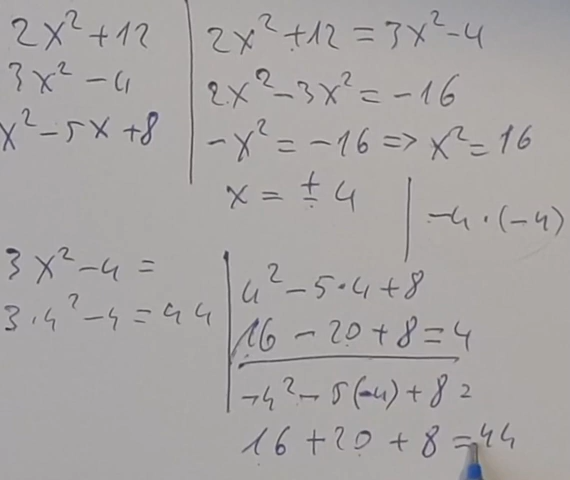 2x²+12
3x²-4
x²-5x+8
2x²+12=3x²-4
2x²-3x²=-16
-x²=-16=>x²=16
x=±4
-4·(-4)
3x²-4=
3·4²-4=44
4²-5·4+8
16-20+8=4
-4²-5(-4)+8=
16+20+8=44